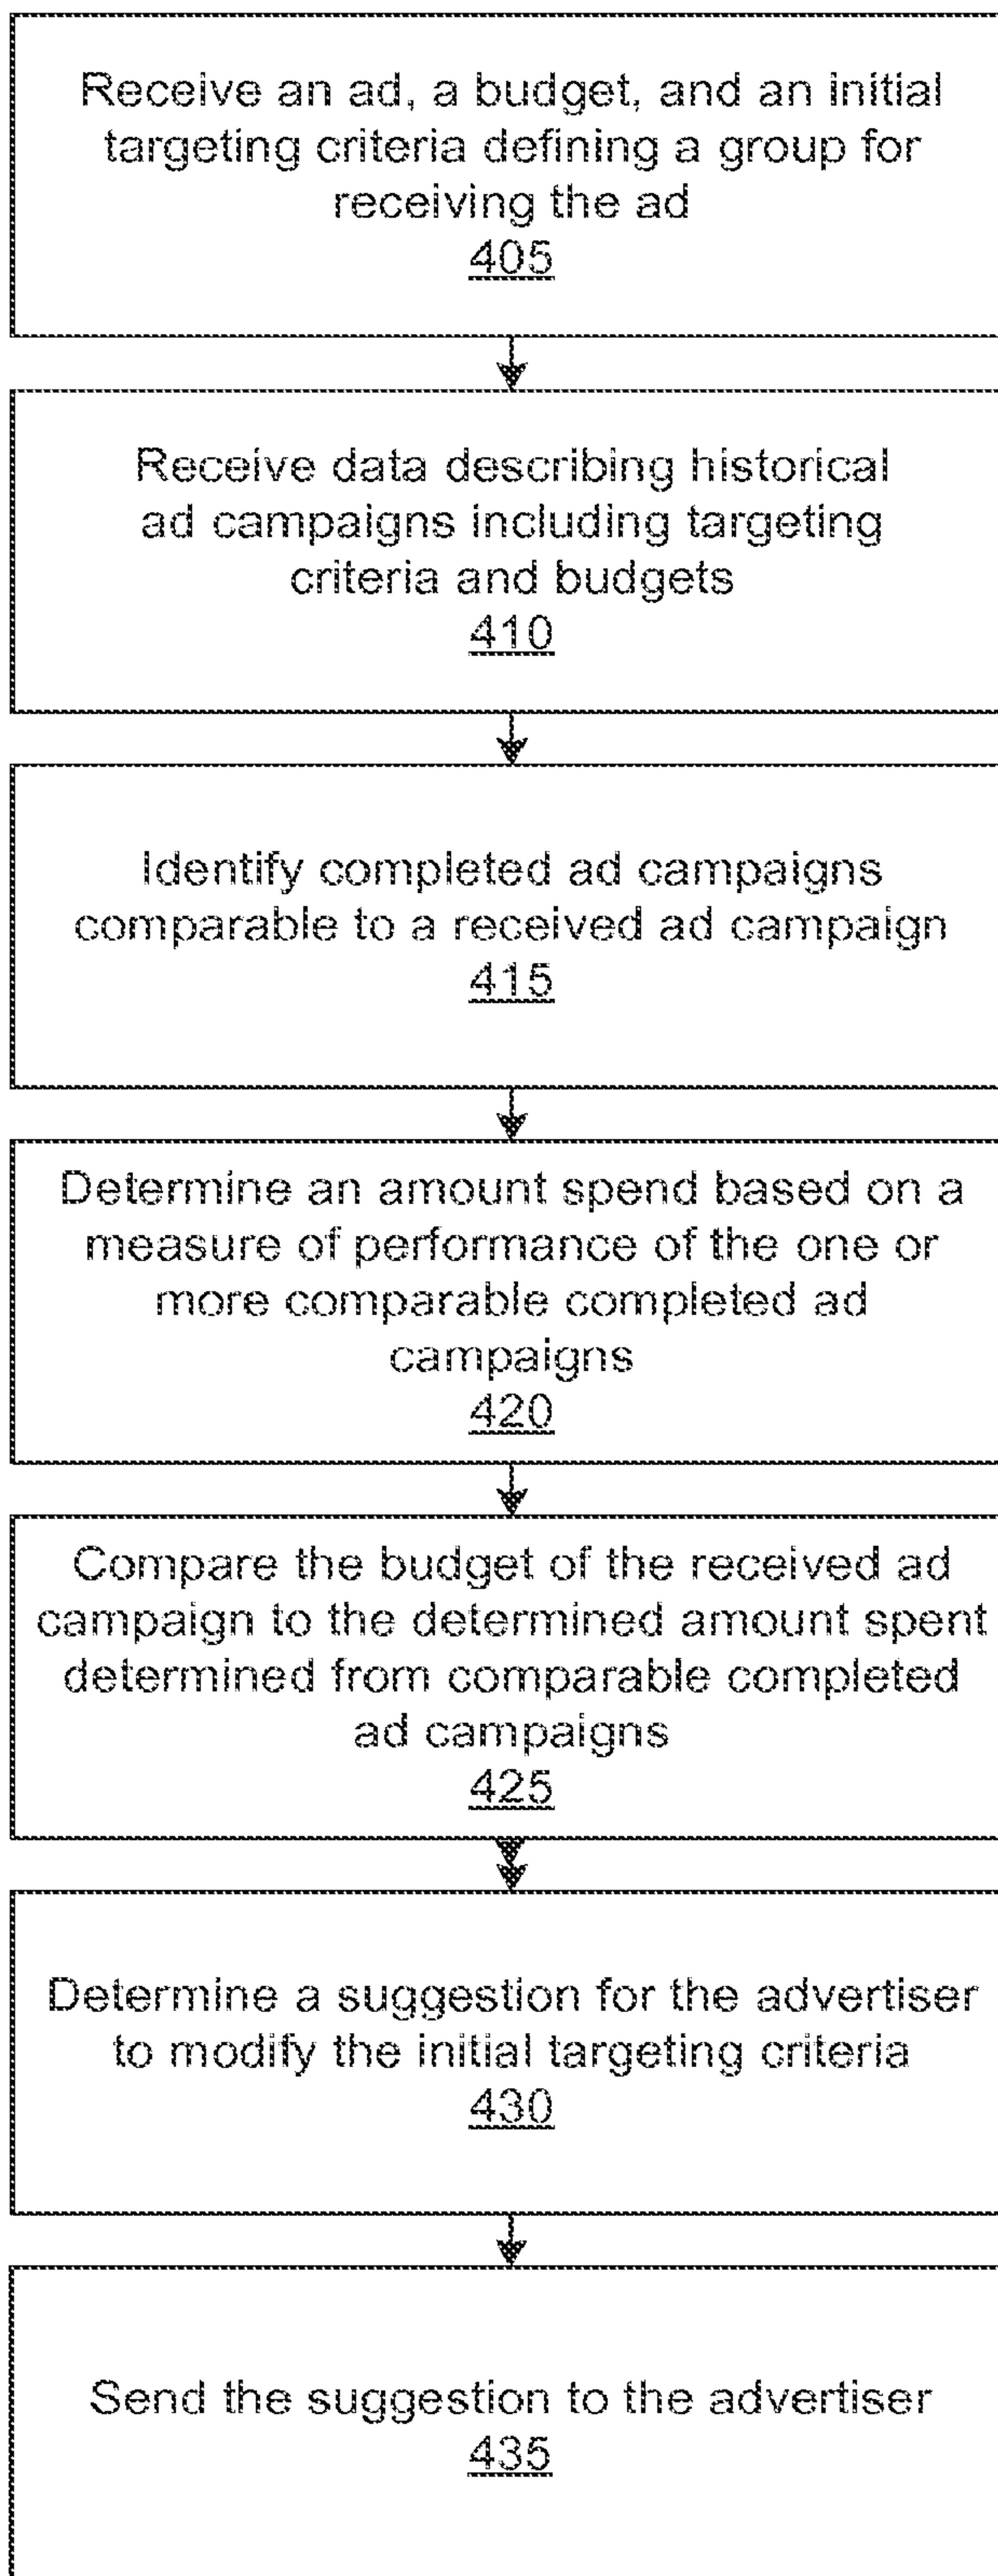 Receive an ad, a budget, and an initial
targeting criteria defining a group for
receiving the ad
405
Receive data describing historical
ad campaigns including targeting
criteria and budgets
410
Identify completed ad campaigns
comparable to a received ad campaign
415
Determine an amount spend based on a
measure of performance of the one or
more comparable completed ad
campaigns
420
Compare the budget of the received ad
campaign to the determined amount spent
determined from comparable completed
ad campaigns
425
Determine a suggestion for the advertiser
to modify the initial targeting criteria
430
Send the suggestion to the advertiser
435